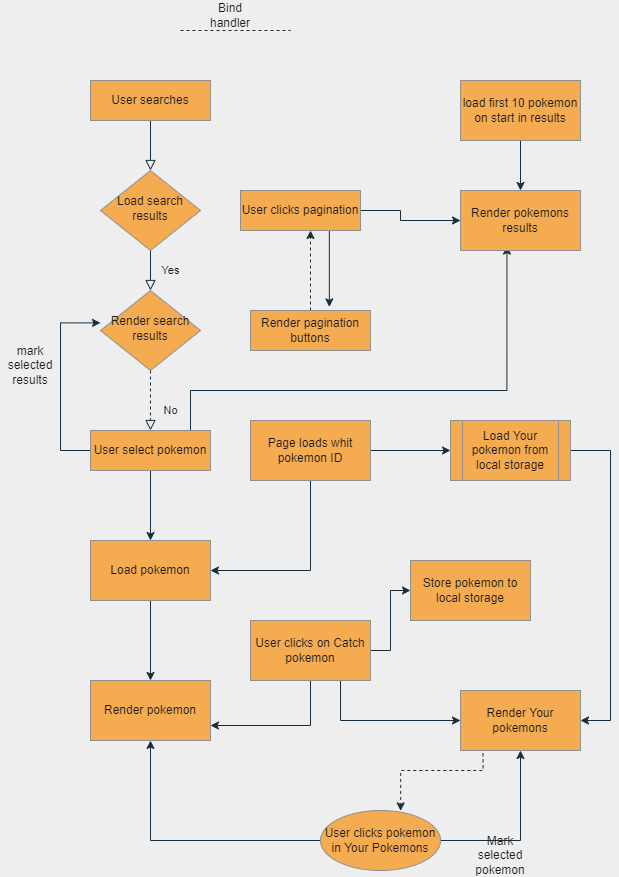 Bind
handler
User searches
load first 10 pokemon
on start in results
Load search
results
User clicks pagination
Render pokemons
results
Yes
Render search
results
Render pagination
buttons
mark
selected
results
No
User select pokemon
Page loads whit
pokemon ID
Load Your
pokemon from
local storage
Load pokemon
Store pokemon to
local storage
User clicks on Catch
pokemon
Render pokemon
Render Your
pokemons
User clicks pokemon
in Your Pokemons
Mark
selected
pokemon